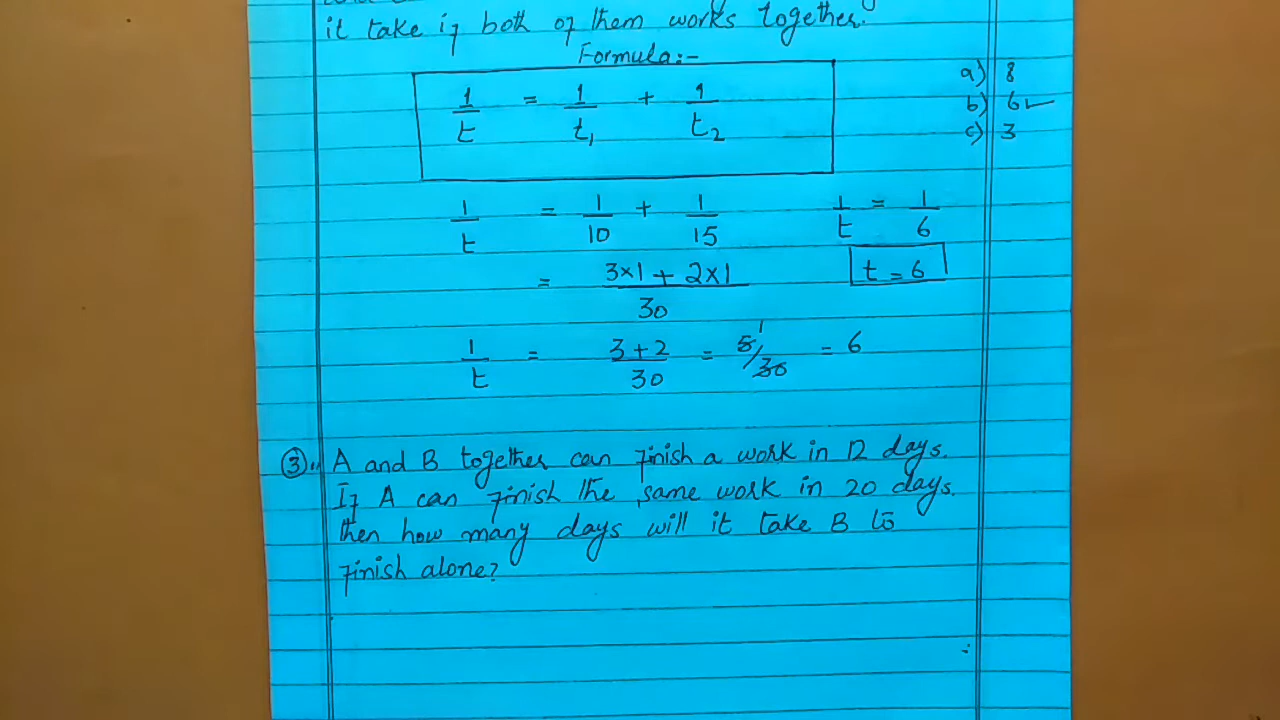 it take if both of them works together.
Formula:-
1/t = 1/t₁ + 1/t₂
a) 8
b) 6 ✓
c) 3
1/t = 1/10 + 1/15
= 3×1 + 2×1 / 30
1/t = 3+2/30 = 5/30 1 = 6
1/t = 1/6
t = 6
3. A and B together can finish a work in 12 days.
If A can finish the same work in 20 days.
then how many days will it take B to
finish alone?